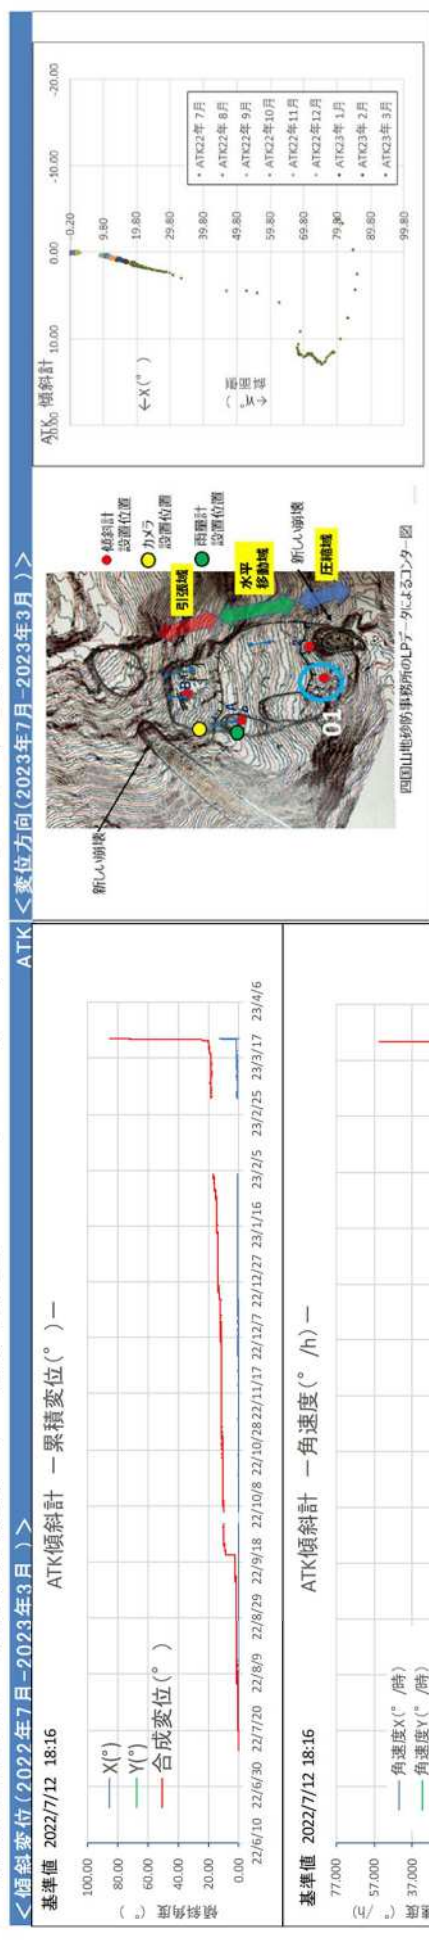 ＜傾斜変位(2022年7月-2023年3月 )＞
ATK ＜変位方向(2023年7月-2023年3月 )＞
基準値 2022/7/12 18:16
ATK傾斜計 －累積変位(° )－
X(°)
Y(°)
合成変位(° )
傾斜角度(° )
100.00
80.00
60.00
40.00
20.00
0.00
22/6/10 22/6/30 22/7/20 22/8/9 22/8/29 22/9/18 22/10/8 22/10/28 22/11/17 22/12/7 22/12/27 23/1/16 23/2/5 23/2/25 23/3/17 23/4/6
基準値 2022/7/12 18:16
ATK傾斜計 －角速度(° /h)－
角速度X(° /時)
角速度Y(° /時)
77.000
57.000
37.000
速度(° /h)
新しい崩壊
傾斜計
設置位置
カメラ
設置位置
雨量計
設置位置
引張域
水平
移動域
新しい崩壊
圧縮域
01
四国山地砂防事務所のLPデータによるコンター図
ATK 傾斜計
20.00 10.00 0.00 -10.00 -20.00
-0.20
9.80
19.80
29.80
39.80
49.80
59.80
69.80
79.80
89.80
99.80
←X(° )
斜面
ATK22年 7月
ATK22年 8月
ATK22年 9月
ATK22年10月
ATK22年11月
ATK22年12月
ATK23年 1月
ATK23年 2月
ATK23年 3月